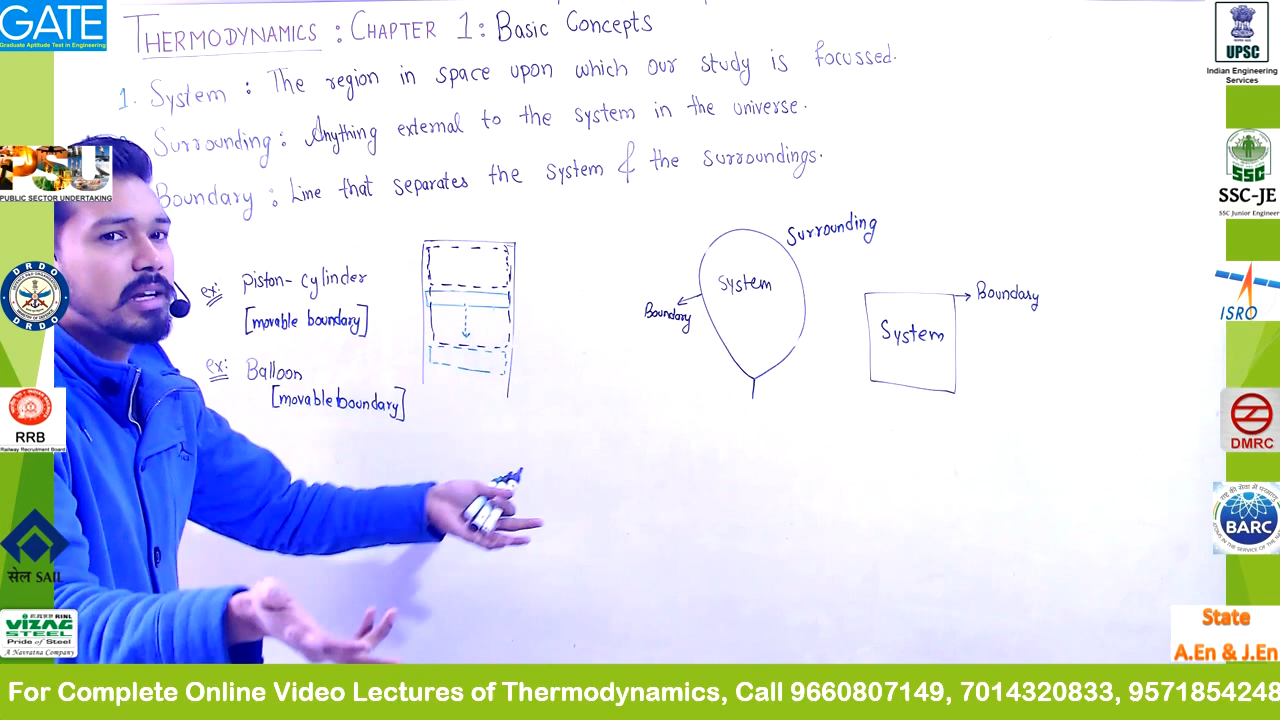 GATE
Graduate Aptitude Test in Engineering
THERMODYNAMICS : CHAPTER 1 : Basic Concepts
1. System : The region in space upon which our study is focussed.
Surrounding : Anything external to the system in the universe.
Boundary : Line that separates the System & the surroundings.
ex: Piston-cylinder
[movable boundary]
ex: Balloon
[movable boundary]
System
Surrounding
Boundary
System
Boundary
PSU
PUBLIC SECTOR UNDERTAKING
DRDO
DRDO
RRB
Railway Recruitment Board
सेल SAIL
RINL
VIZAG
STEEL
Pride of Steel
A Navratna Company
UPSC
Indian Engineering
Services
SSC
SSC-JE
SSC Junior Engineer
ISRO
DMRC
BARC
State
A.En & J.En
For Complete Online Video Lectures of Thermodynamics, Call 9660807149, 7014320833, 9571854248